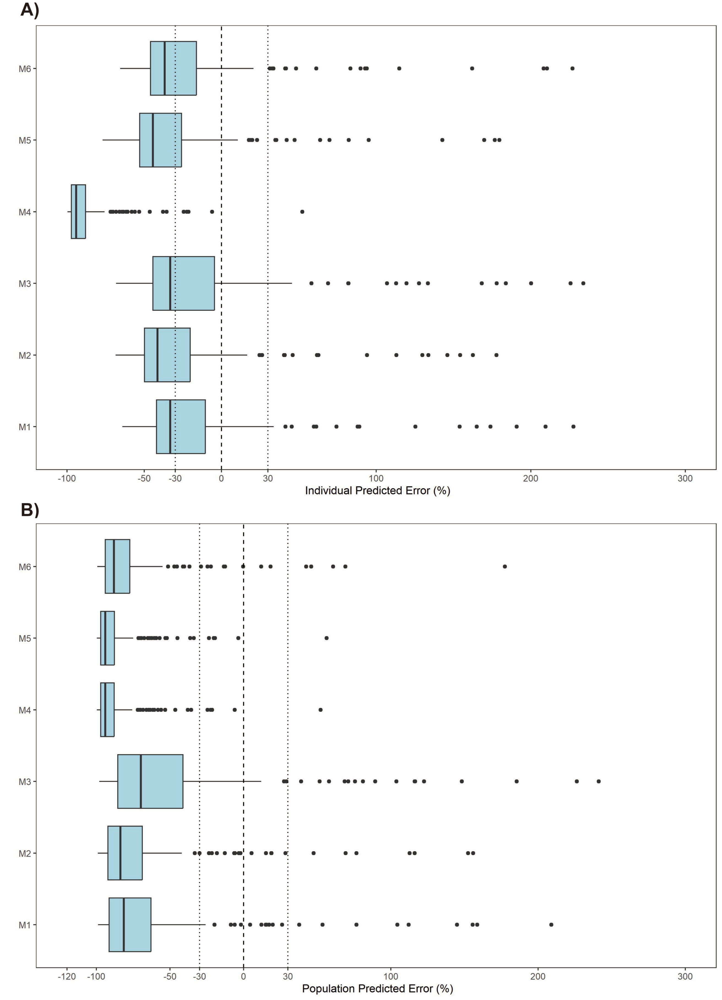 A)
M6
M5
M4
M3
M2
M1
-100 -50 -30 0 30 100 200 300
Individual Predicted Error (%)
B)
M6
M5
M4
M3
M2
M1
-120 -100 -50 -30 0 30 100 200 300
Population Predicted Error (%)